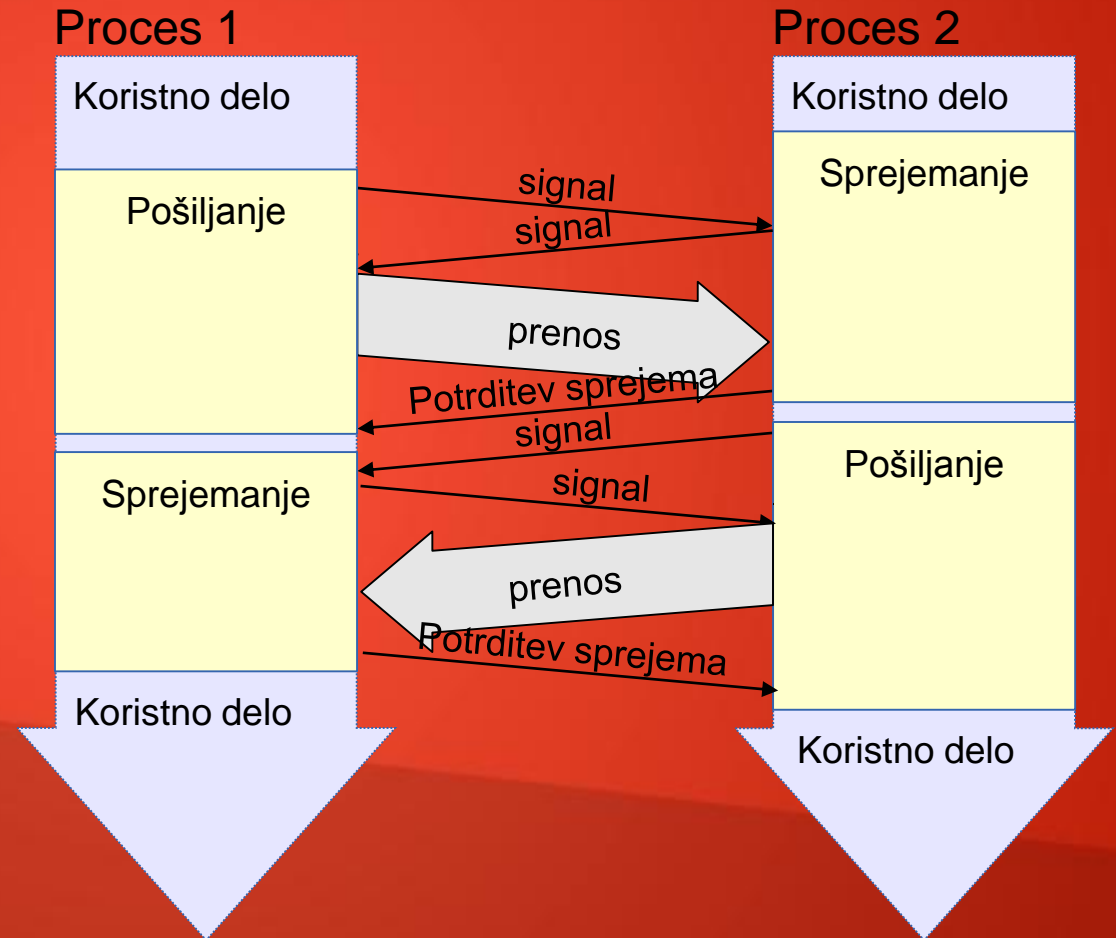 Proces 1
Proces 2
Koristno delo
Koristno delo
Pošiljanje
signal
Sprejemanje
signal
prenos
Potrditev sprejema
signal
Sprejemanje
signal
Pošiljanje
prenos
Potrditev sprejema
Koristno delo
Koristno delo